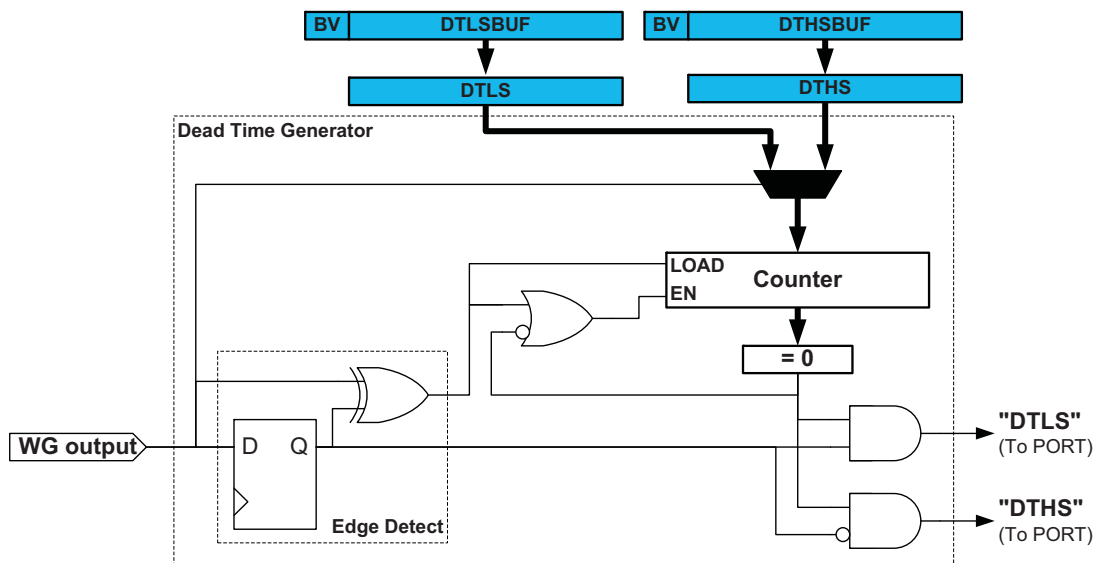 BV DTLSBUF
BV DTHSBUF
DTLS
DTHS
Dead Time Generator
LOAD
EN
Counter
= 0
WG output
D Q
Edge Detect
"DTLS"
(To PORT)
"DTHS"
(To PORT)